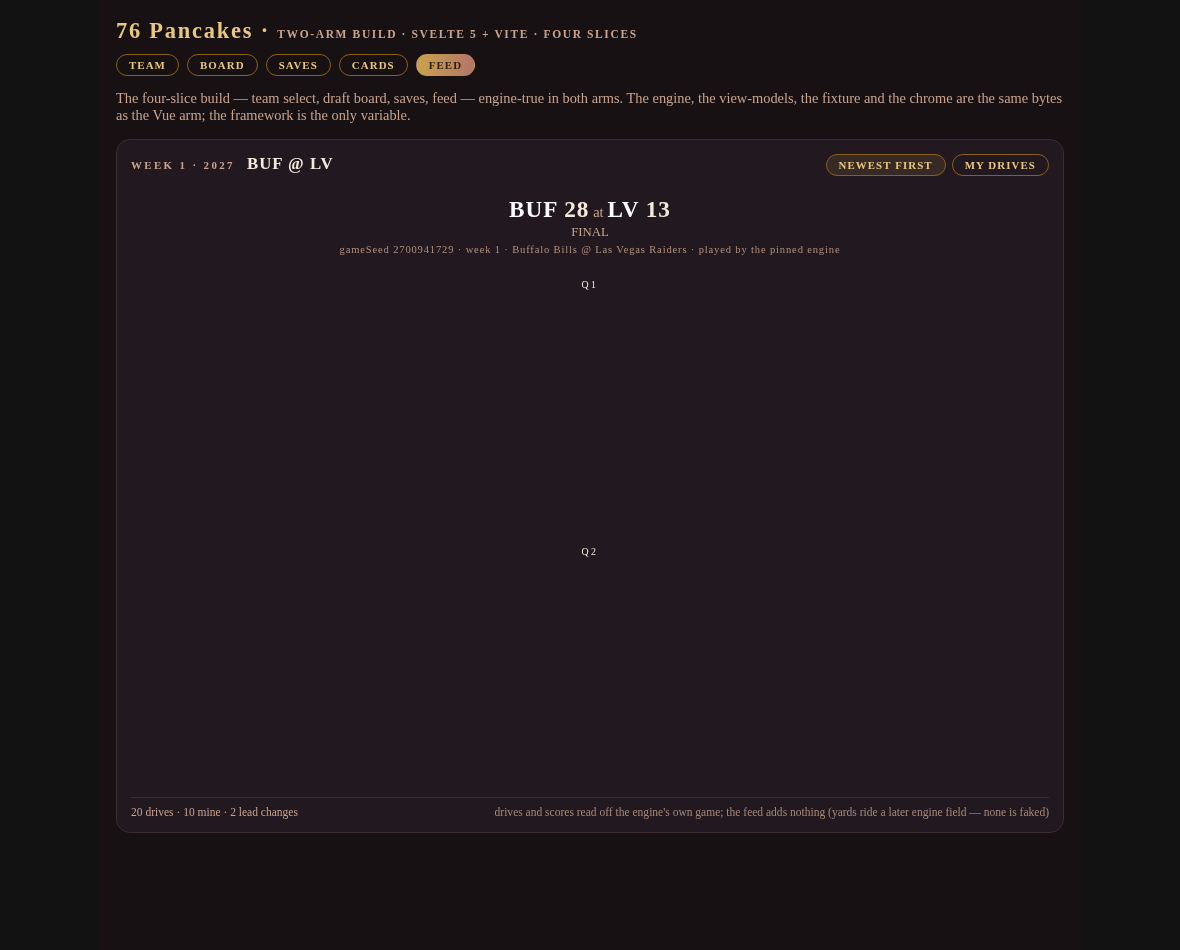 76 Pancakes · TWO-ARM BUILD · SVELTE 5 + VITE · FOUR SLICES
TEAM BOARD SAVES CARDS FEED
The four-slice build — team select, draft board, saves, feed — engine-true in both arms. The engine, the view-models, the fixture and the chrome are the same bytes
as the Vue arm; the framework is the only variable.
WEEK 1 · 2027 BUF @ LV NEWEST FIRST MY DRIVES
BUF 28 at LV 13
FINAL
gameSeed 2700941729 · week 1 · Buffalo Bills @ Las Vegas Raiders · played by the pinned engine
Q1
Q2
20 drives · 10 mine · 2 lead changes drives and scores read off the engine's own game; the feed adds nothing (yards ride a later engine field — none is faked)